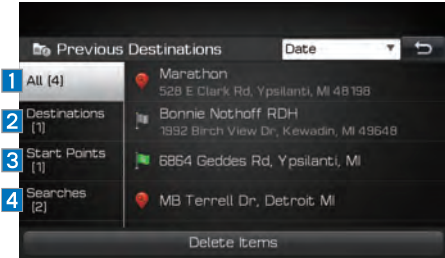 Previous Destinations
Date
1
All (4)
Marathon
528 E Clark Rd, Ypsilanti, MI 48198
2
Destinations
(1)
Bonnie Nothoff RDH
1992 Birch View Dr, Kewadin, MI 49648
3
Start Points
(1)
6864 Geddes Rd, Ypsilanti, MI
4
Searches
(2)
MB Terrell Dr, Detroit MI
Delete Items